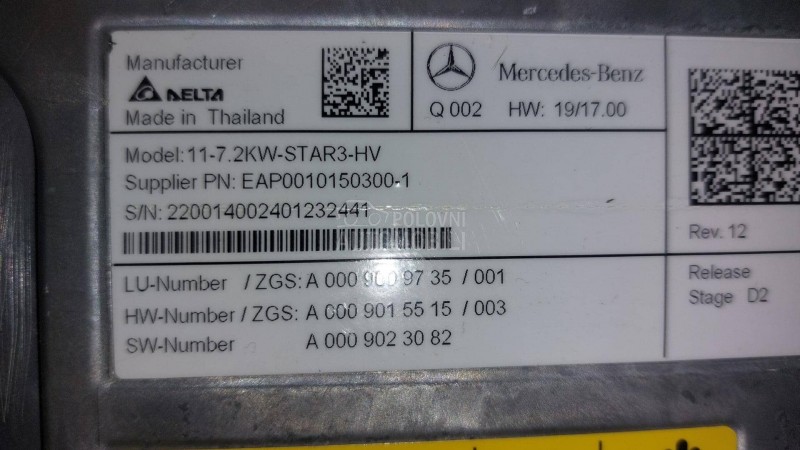 Manufacturer
DELTA
Made in Thailand
Mercedes-Benz
Q 002 HW: 19/17.00
Model: 11-7.2KW-STAR3-HV
Supplier PN: EAP0010150300-1
S/N: 220014002401232441
POLOVNI
Rev. 12
LU-Number / ZGS: A 000 900 97 35 / 001
HW-Number / ZGS: A 000 901 55 15 / 003
SW-Number A 000 902 30 82
Release
Stage D2